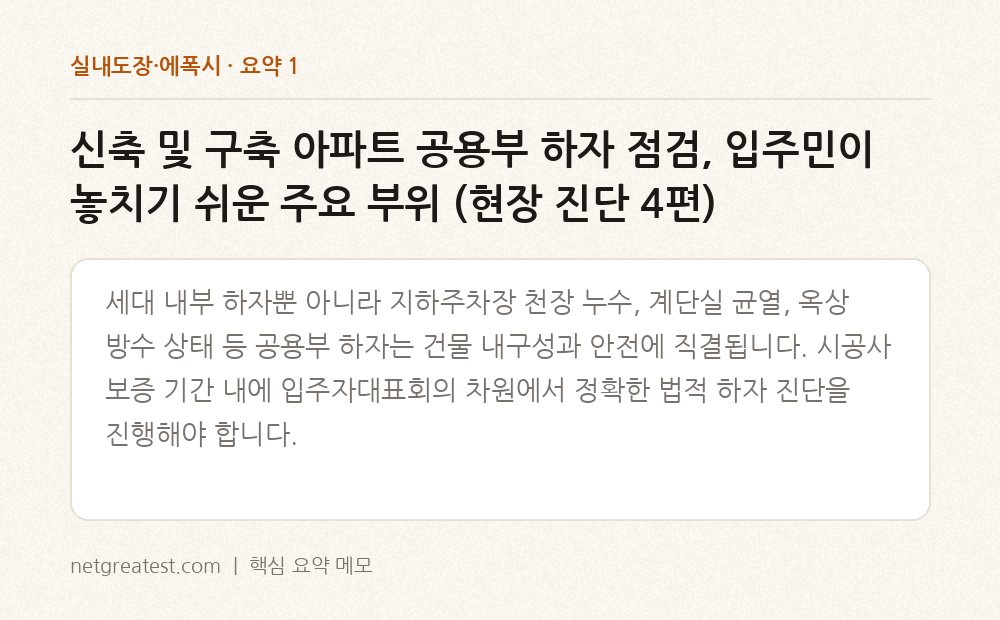 실내도장·에폭시 · 요약 1
신축 및 구축 아파트 공용부 하자 점검, 입주민이
놓치기 쉬운 주요 부위 (현장 진단 4편)
세대 내부 하자뿐 아니라 지하주차장 천장 누수, 계단실 균열, 옥상
방수 상태 등 공용부 하자는 건물 내구성과 안전에 직결됩니다. 시공사
보증 기간 내에 입주자대표회의 차원에서 정확한 법적 하자 진단을
진행해야 합니다.
netgreatest.com | 핵심 요약 메모